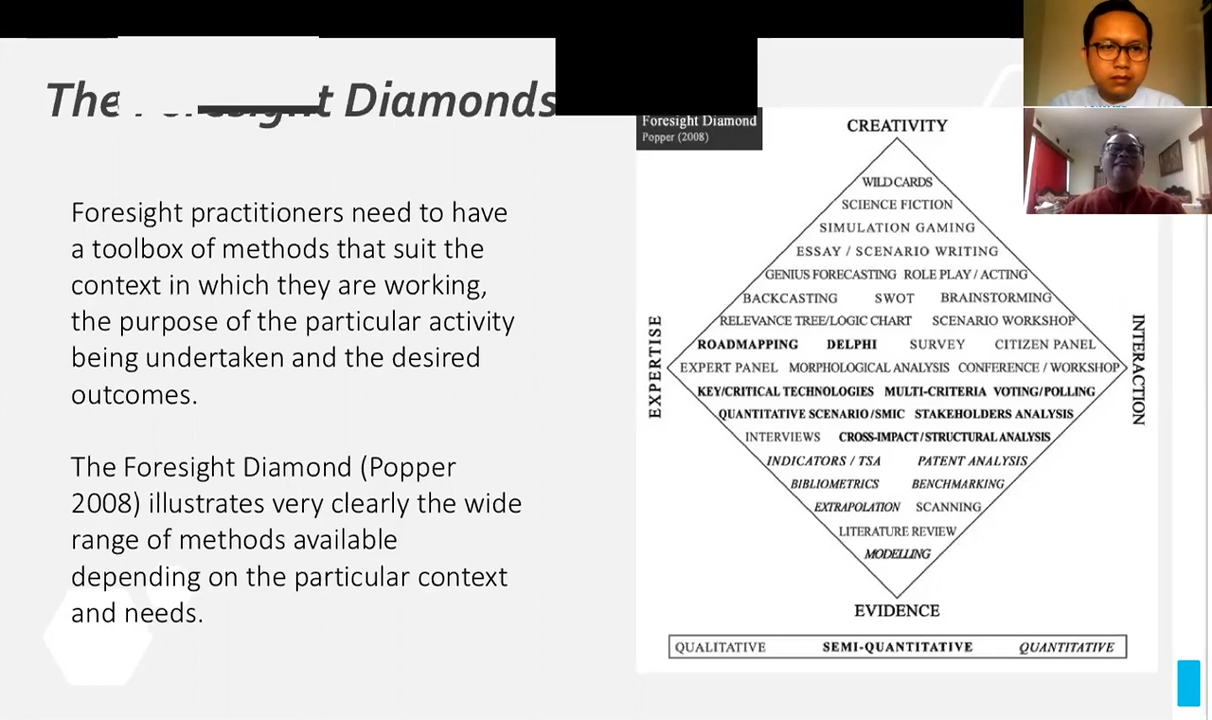 The Foresight Diamonds
Foresight practitioners need to have
a toolbox of methods that suit the
context in which they are working,
the purpose of the particular activity
being undertaken and the desired
outcomes.
The Foresight Diamond (Popper
2008) illustrates very clearly the wide
range of methods available
depending on the particular context
and needs.
Foresight Diamond
Popper (2008)
CREATIVITY
WILD CARDS
SCIENCE FICTION
SIMULATION GAMING
ESSAY / SCENARIO WRITING
GENIUS FORECASTING ROLE PLAY / ACTING
BACKCASTING SWOT BRAINSTORMING
RELEVANCE TREE/LOGIC CHART SCENARIO WORKSHOP
ROADMAPPING DELPHI SURVEY CITIZEN PANEL
EXPERT PANEL MORPHOLOGICAL ANALYSIS CONFERENCE / WORKSHOP
KEY/CRITICAL TECHNOLOGIES MULTI-CRITERIA VOTING/POLLING
QUANTITATIVE SCENARIO/SMIC STAKEHOLDERS ANALYSIS
INTERVIEWS CROSS-IMPACT/STRUCTURAL ANALYSIS
INDICATORS / TSA PATENT ANALYSIS
BIBLIOMETRICS BENCHMARKING
EXTRAPOLATION SCANNING
LITERATURE REVIEW
MODELLING
EXPERTISE
INTERACTION
EVIDENCE
QUALITATIVE SEMI-QUANTITATIVE QUANTITATIVE